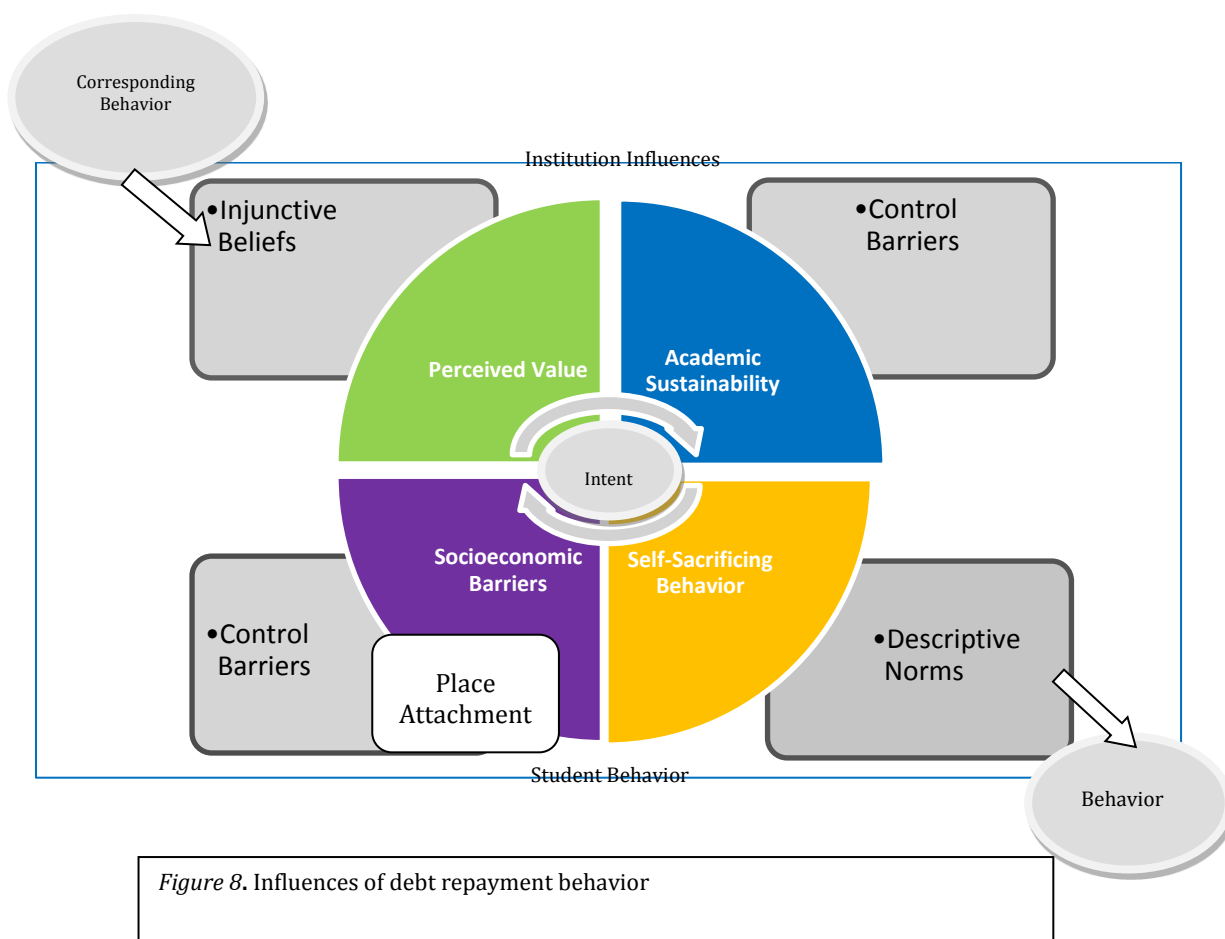 Corresponding
Behavior
Institution Influences
•Injunctive
Beliefs
•Control
Barriers
Perceived Value
Academic
Sustainability
Intent
Socioeconomic
Barriers
Self-Sacrificing
Behavior
•Control
Barriers
Place
Attachment
•Descriptive
Norms
Student Behavior
Behavior
Figure 8. Influences of debt repayment behavior